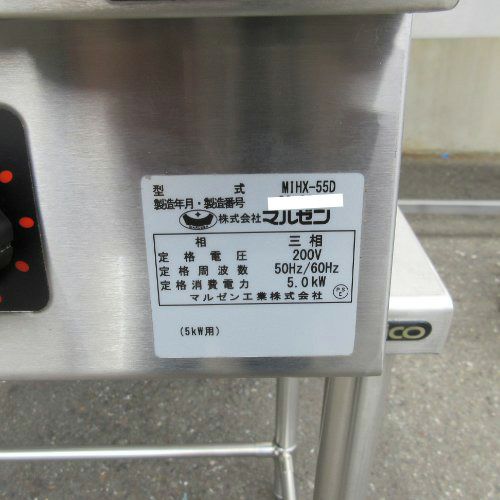 型 式 MIHX-55D
製造年月・製造番号
株式会社マルゼン
相 三相
定格電圧 200V
定格周波数 50Hz/60Hz
定格消費電力 5.0kW
マルゼン工業株式会社
(5kW用)
CO